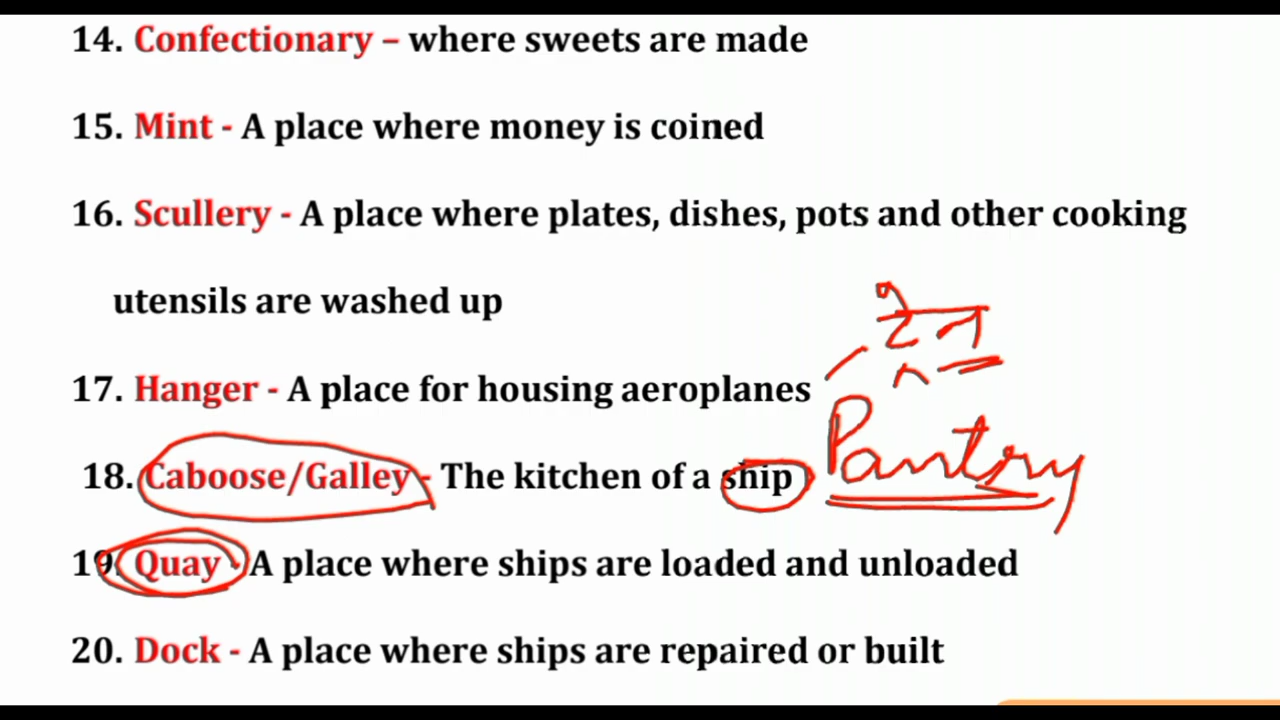 14. Confectionary – where sweets are made
15. Mint - A place where money is coined
16. Scullery - A place where plates, dishes, pots and other cooking
utensils are washed up
ट्रेन
17. Hanger - A place for housing aeroplanes
Pantry
18. Caboose/Galley - The kitchen of a ship
19. Quay - A place where ships are loaded and unloaded
20. Dock - A place where ships are repaired or built